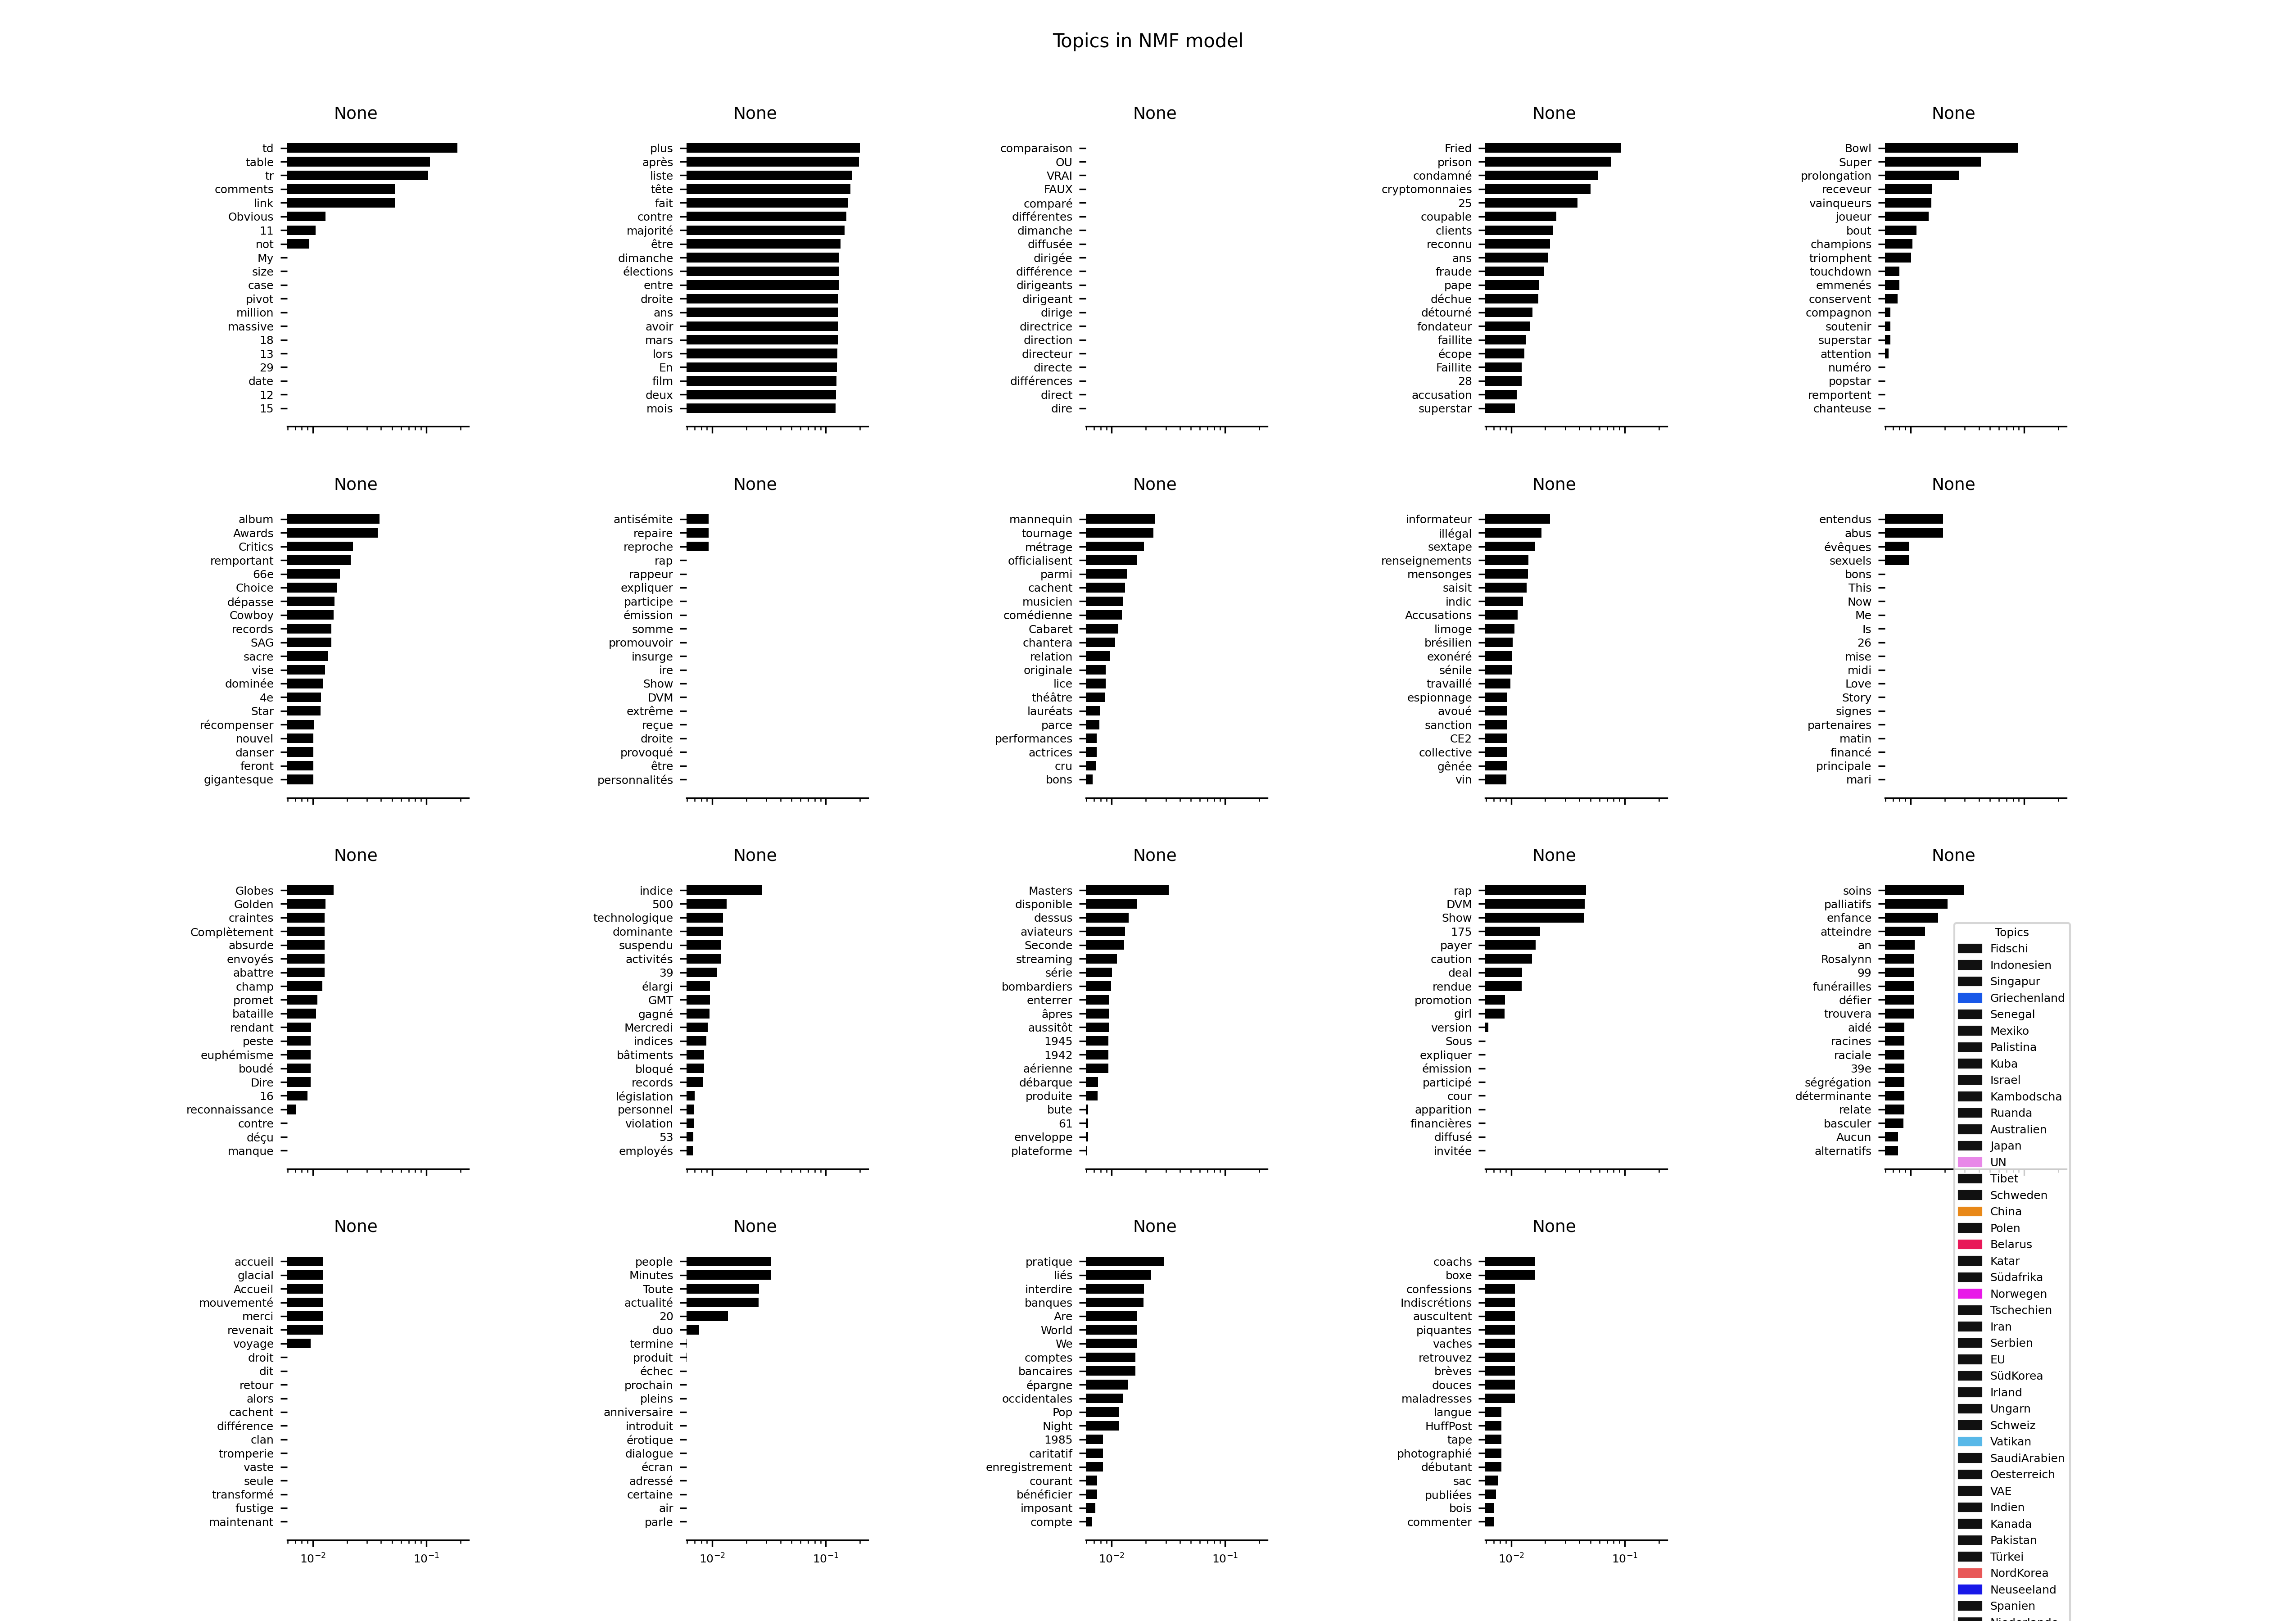 Topics in NMF model
None
td
table
tr
comments
link
Obvious
11
not
My
size
case
pivot
million
massive
18
13
29
date
12
15
None
plus
après
liste
tête
fait
contre
majorité
être
dimanche
élections
entre
droite
ans
avoir
mars
lors
En
film
deux
mois
None
comparaison
OU
VRAI
FAUX
comparé
différentes
dimanche
diffusée
dirigée
différence
dirigeants
dirigeant
dirige
directrice
direction
directeur
directe
différences
direct
dire
None
Fried
prison
condamné
cryptomonnaies
25
coupable
clients
reconnu
ans
fraude
pape
déchue
détourné
fondateur
faillite
écope
Faillite
28
accusation
superstar
None
Bowl
Super
prolongation
receveur
vainqueurs
joueur
bout
champions
triomphent
touchdown
emmenés
conservent
compagnon
soutenir
superstar
attention
numéro
popstar
remportent
chanteuse
None
album
Awards
Critics
remportant
66e
Choice
dépasse
Cowboy
records
SAG
sacre
vise
dominée
4e
Star
récompenser
nouvel
danser
feront
gigantesque
None
antisémite
repaire
reproche
rap
rappeur
expliquer
participe
émission
somme
promouvoir
insurge
ire
Show
DVM
extrême
reçue
droite
provoqué
être
personnalités
None
mannequin
tournage
métrage
officialisent
parmi
cachent
musicien
comédienne
Cabaret
chantera
relation
originale
lice
théâtre
lauréats
parce
performances
actrices
cru
bons
None
informateur
illégal
sextape
renseignements
mensonges
saisit
indic
Accusations
limoge
brésilien
exonéré
sénile
travaillé
espionnage
avoué
sanction
CE2
collective
gênée
vin
None
entendus
abus
évêques
sexuels
bons
This
Now
Me
Is
26
mise
midi
Love
Story
signes
partenaires
matin
financé
principale
mari
None
Globes
Golden
craintes
Complètement
absurde
envoyés
abattre
champ
promet
bataille
rendant
peste
euphémisme
boudé
Dire
16
reconnaissance
contre
déçu
manque
None
indice
500
technologique
dominante
suspendu
activités
39
élargi
GMT
gagné
Mercredi
indices
bâtiments
bloqué
records
législation
personnel
violation
53
employés
None
Masters
disponible
dessus
aviateurs
Seconde
streaming
série
bombardiers
enterrer
âpres
aussitôt
1945
1942
aérienne
débarque
produite
bute
61
enveloppe
plateforme
None
rap
DVM
Show
175
payer
caution
deal
rendue
promotion
girl
version
Sous
expliquer
émission
participé
cour
apparition
financières
diffusé
invitée
None
soins
palliatifs
enfance
atteindre
an
Rosalynn
99
funérailles
défier
trouvera
aidé
racines
raciale
39e
ségrégation
déterminante
relate
basculer
Aucun
alternatifs
None
accueil
glacial
Accueil
mouvementé
merci
revenait
voyage
droit
dit
retour
alors
cachent
différence
clan
tromperie
vaste
seule
transformé
fustige
maintenant
10⁻² 10⁻¹
None
people
Minutes
Toute
actualité
20
duo
termine
produit
échec
prochain
pleins
anniversaire
introduit
érotique
dialogue
écran
adressé
certaine
air
parle
10⁻² 10⁻¹
None
pratique
liés
interdire
banques
Are
World
We
comptes
bancaires
épargne
occidentales
Pop
Night
1985
caritatif
enregistrement
courant
bénéficier
imposant
compte
10⁻² 10⁻¹
None
coachs
boxe
confessions
Indiscrétions
auscultent
piquantes
vaches
retrouvez
brèves
douces
maladresses
langue
HuffPost
tape
photographié
débutant
sac
publiées
bois
commenter
10⁻² 10⁻¹
Topics
Fidschi
Indonesien
Singapur
Griechenland
Senegal
Mexiko
Palistina
Kuba
Israel
Kambodscha
Ruanda
Australien
Japan
UN
Tibet
Schweden
China
Polen
Belarus
Katar
Südafrika
Norwegen
Tschechien
Iran
Serbien
EU
SüdKorea
Irland
Ungarn
Schweiz
Vatikan
SaudiArabien
Oesterreich
VAE
Indien
Kanada
Pakistan
Türkei
NordKorea
Neuseeland
Spanien